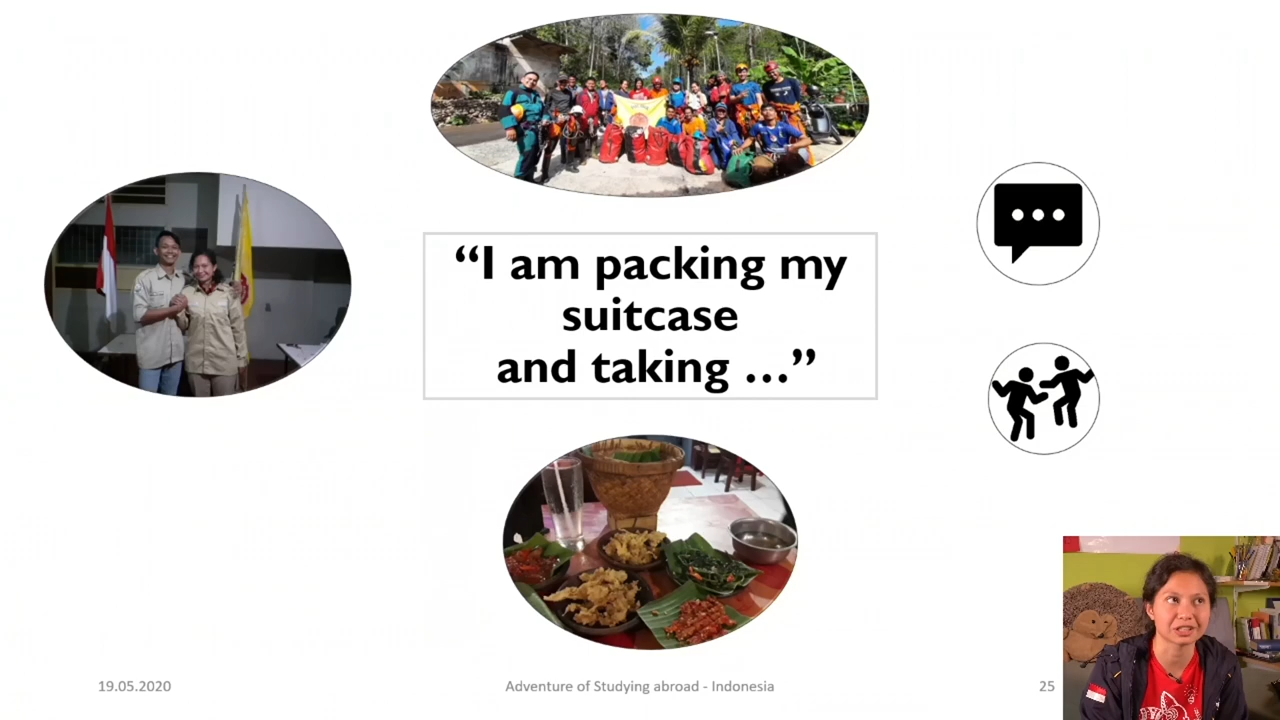 “I am packing my
suitcase
and taking ...”
19.05.2020
Adventure of Studying abroad - Indonesia
25